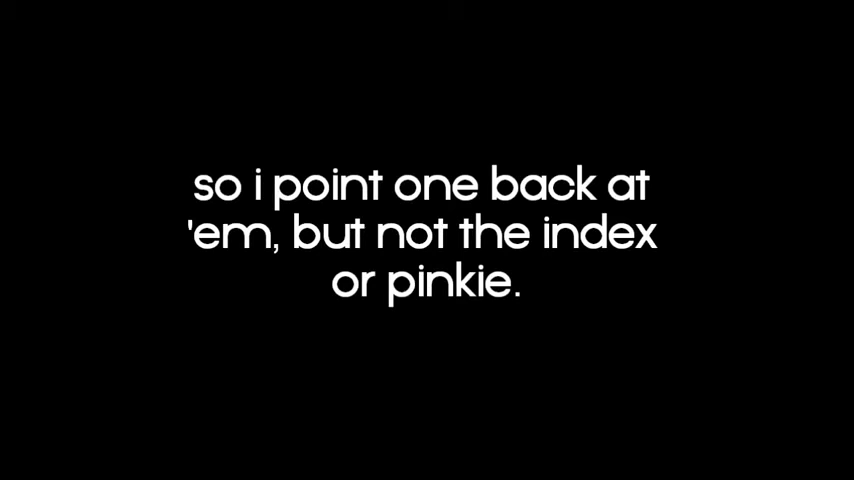 so i point one back at
'em, but not the index
or pinkie.